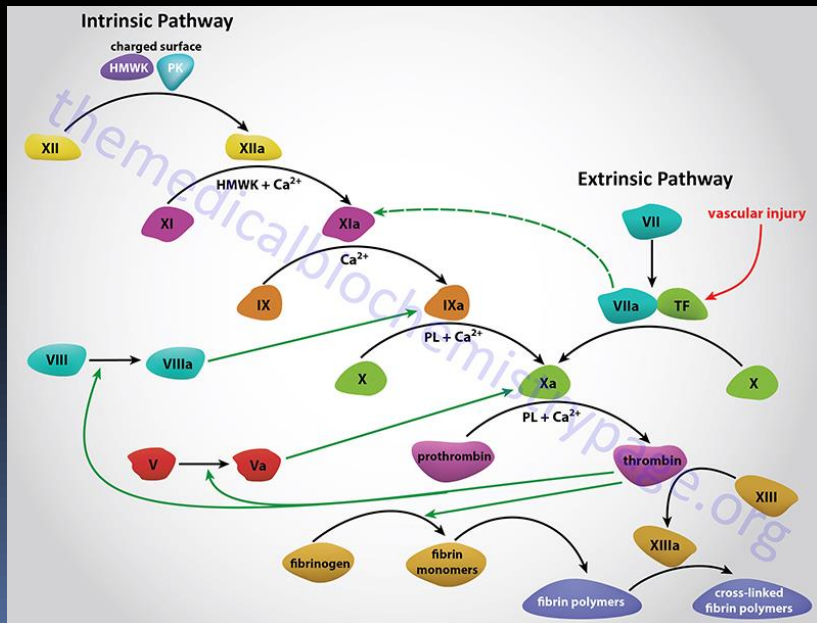 Intrinsic Pathway
charged surface
HMWK
PK
XII
XIIa
HMWK + Ca²⁺
Extrinsic Pathway
XI
XIa
VII
vascular injury
Ca²⁺
IX
IXa
VIIa
TF
PL + Ca²⁺
VIII
VIIIa
X
Xa
X
PL + Ca²⁺
V
Va
prothrombin
thrombin
XIII
XIIIa
fibrinogen
fibrin
monomers
fibrin polymers
cross-linked
fibrin polymers
themedicalbiochemistrypage.org